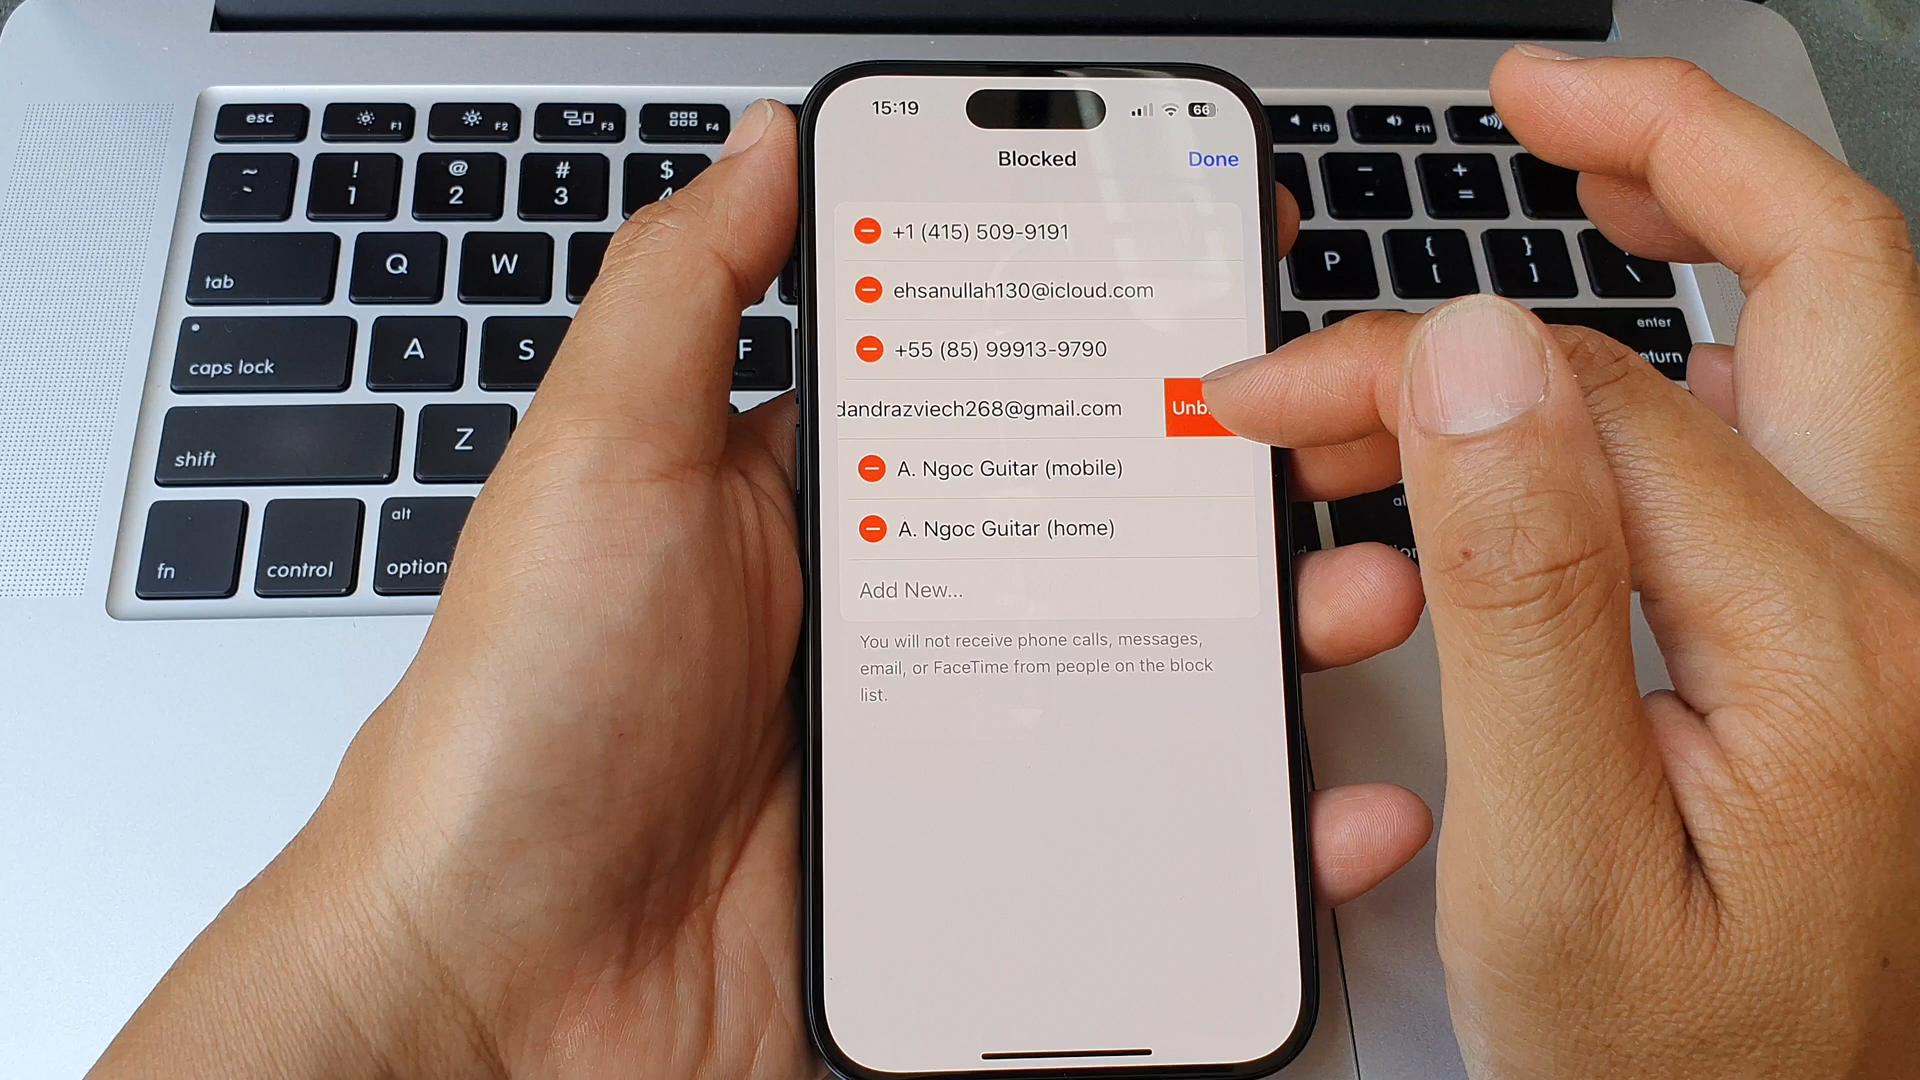 esc
F1
F2
F3
F4
F10
F11
~
`
!
1
@
2
#
3
$
4
-
+
=
tab
Q
W
P
{
[
}
]
\
caps lock
A
S
F
enter
shift
Z
fn
control
alt
option
15:19
66
Blocked
Done
+1 (415) 509-9191
ehsanullah130@icloud.com
+55 (85) 99913-9790
dandrazviech268@gmail.com
A. Ngoc Guitar (mobile)
A. Ngoc Guitar (home)
Add New...
You will not receive phone calls, messages,
email, or FaceTime from people on the block
list.